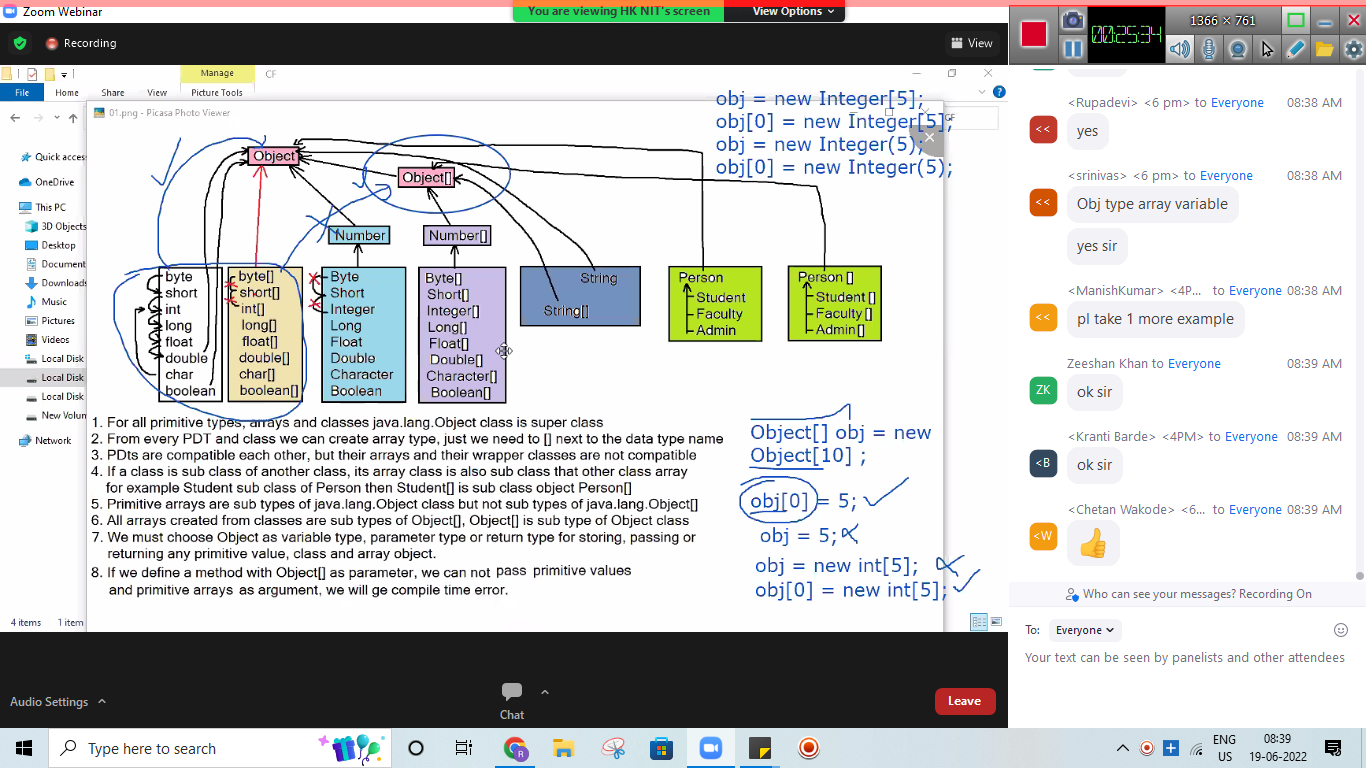 Zoom Webinar
You are viewing HK NIT's screen
View Options
1366 × 761
00:25:34
Recording
View
Manage
CF
File
Home
Share
View
Picture Tools
01.png - Picasa Photo Viewer
Quick acces
OneDrive
This PC
3D Objects
Desktop
Document
Downloads
Music
Pictures
Videos
Local Disk
Local Disk
Local Disk
New Volun
Network
4 items
1 item
obj = new Integer[5];
obj[0] = new Integer[5];
obj = new Integer(5);
obj[0] = new Integer(5);
Object
Object[]
Number
Number[]
byte
short
int
long
float
double
char
boolean
byte[]
short[]
int[]
long[]
float[]
double[]
char[]
boolean[]
Byte
Short
Integer
Long
Float
Double
Character
Boolean
Byte[]
Short[]
Integer[]
Long[]
Float[]
Double[]
Character[]
Boolean[]
String
String[]
Person
Student
Faculty
Admin
Person []
Student []
Faculty []
Admin[]
1. For all primitive types, arrays and classes java.lang.Object class is super class
2. From every PDT and class we can create array type, just we need to [] next to the data type name
3. PDTs are compatible each other, but their arrays and their wrapper classes are not compatible
4. If a class is sub class of another class, its array class is also sub class that other class array
for example Student sub class of Person then Student[] is sub class object Person[]
5. Primitive arrays are sub types of java.lang.Object class but not sub types of java.lang.Object[]
6. All arrays created from classes are sub types of Object[], Object[] is sub type of Object class
7. We must choose Object as variable type, parameter type or return type for storing, passing or
returning any primitive value, class and array object.
8. If we define a method with Object[] as parameter, we can not pass primitive values
and primitive arrays as argument, we will ge compile time error.
Object[] obj = new
Object[10] ;
obj[0] = 5;
obj = 5;
obj = new int[5];
obj[0] = new int[5];
<Rupadevi> <6 pm> to Everyone 08:38 AM
<<
yes
<srinivas> <6 pm> to Everyone 08:38 AM
<<
Obj type array variable
yes sir
<ManishKumar> <4P... to Everyone 08:38 AM
<<
pl take 1 more example
Zeeshan Khan to Everyone 08:39 AM
ZK
ok sir
<Kranti Barde> <4PM> to Everyone 08:39 AM
<B
ok sir
<Chetan Wakode> <6... to Everyone 08:39 AM
<W
Who can see your messages? Recording On
To: Everyone
Your text can be seen by panelists and other attendees
Audio Settings
Chat
Leave
Type here to search
R
ENG
US
08:39
19-06-2022